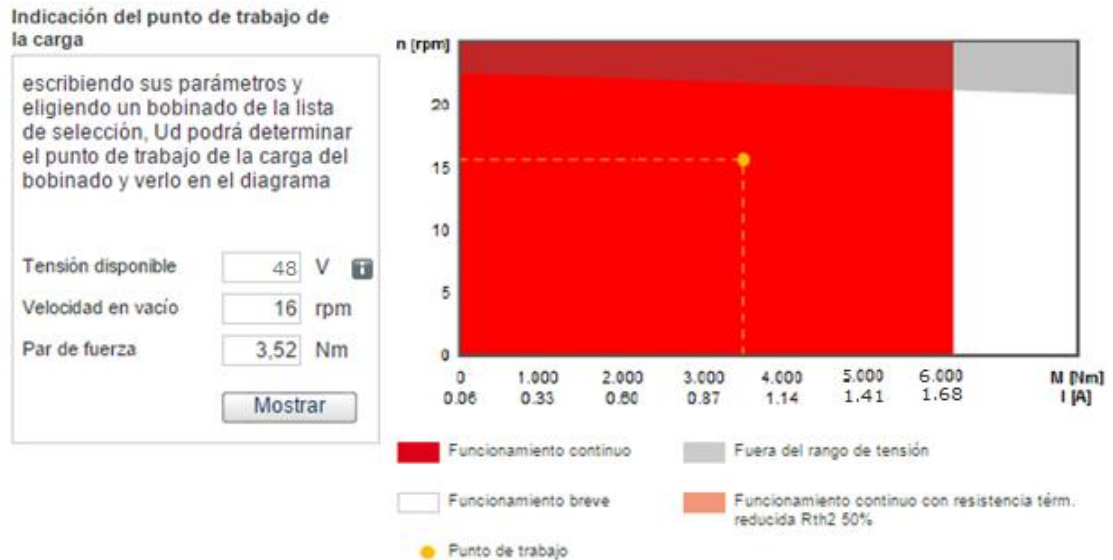 Indicación del punto de trabajo de
la carga
escribiendo sus parámetros y
eligiendo un bobinado de la lista
de selección, Ud podrá determinar
el punto de trabajo de la carga del
bobinado y verlo en el diagrama
Tensión disponible 48 V i
Velocidad en vacío 16 rpm
Par de fuerza 3,52 Nm
Mostrar
n [rpm]
20
15
10
5
0
0 1.000 2.000 3.000 4.000 5.000 6.000 M [Nm]
0.06 0.33 0.60 0.87 1.14 1.41 1.68 I [A]
Funcionamiento continuo Fuera del rango de tensión
Funcionamiento breve Funcionamiento continuo con resistencia térm.
reducida Rth2 50%
Punto de trabajo